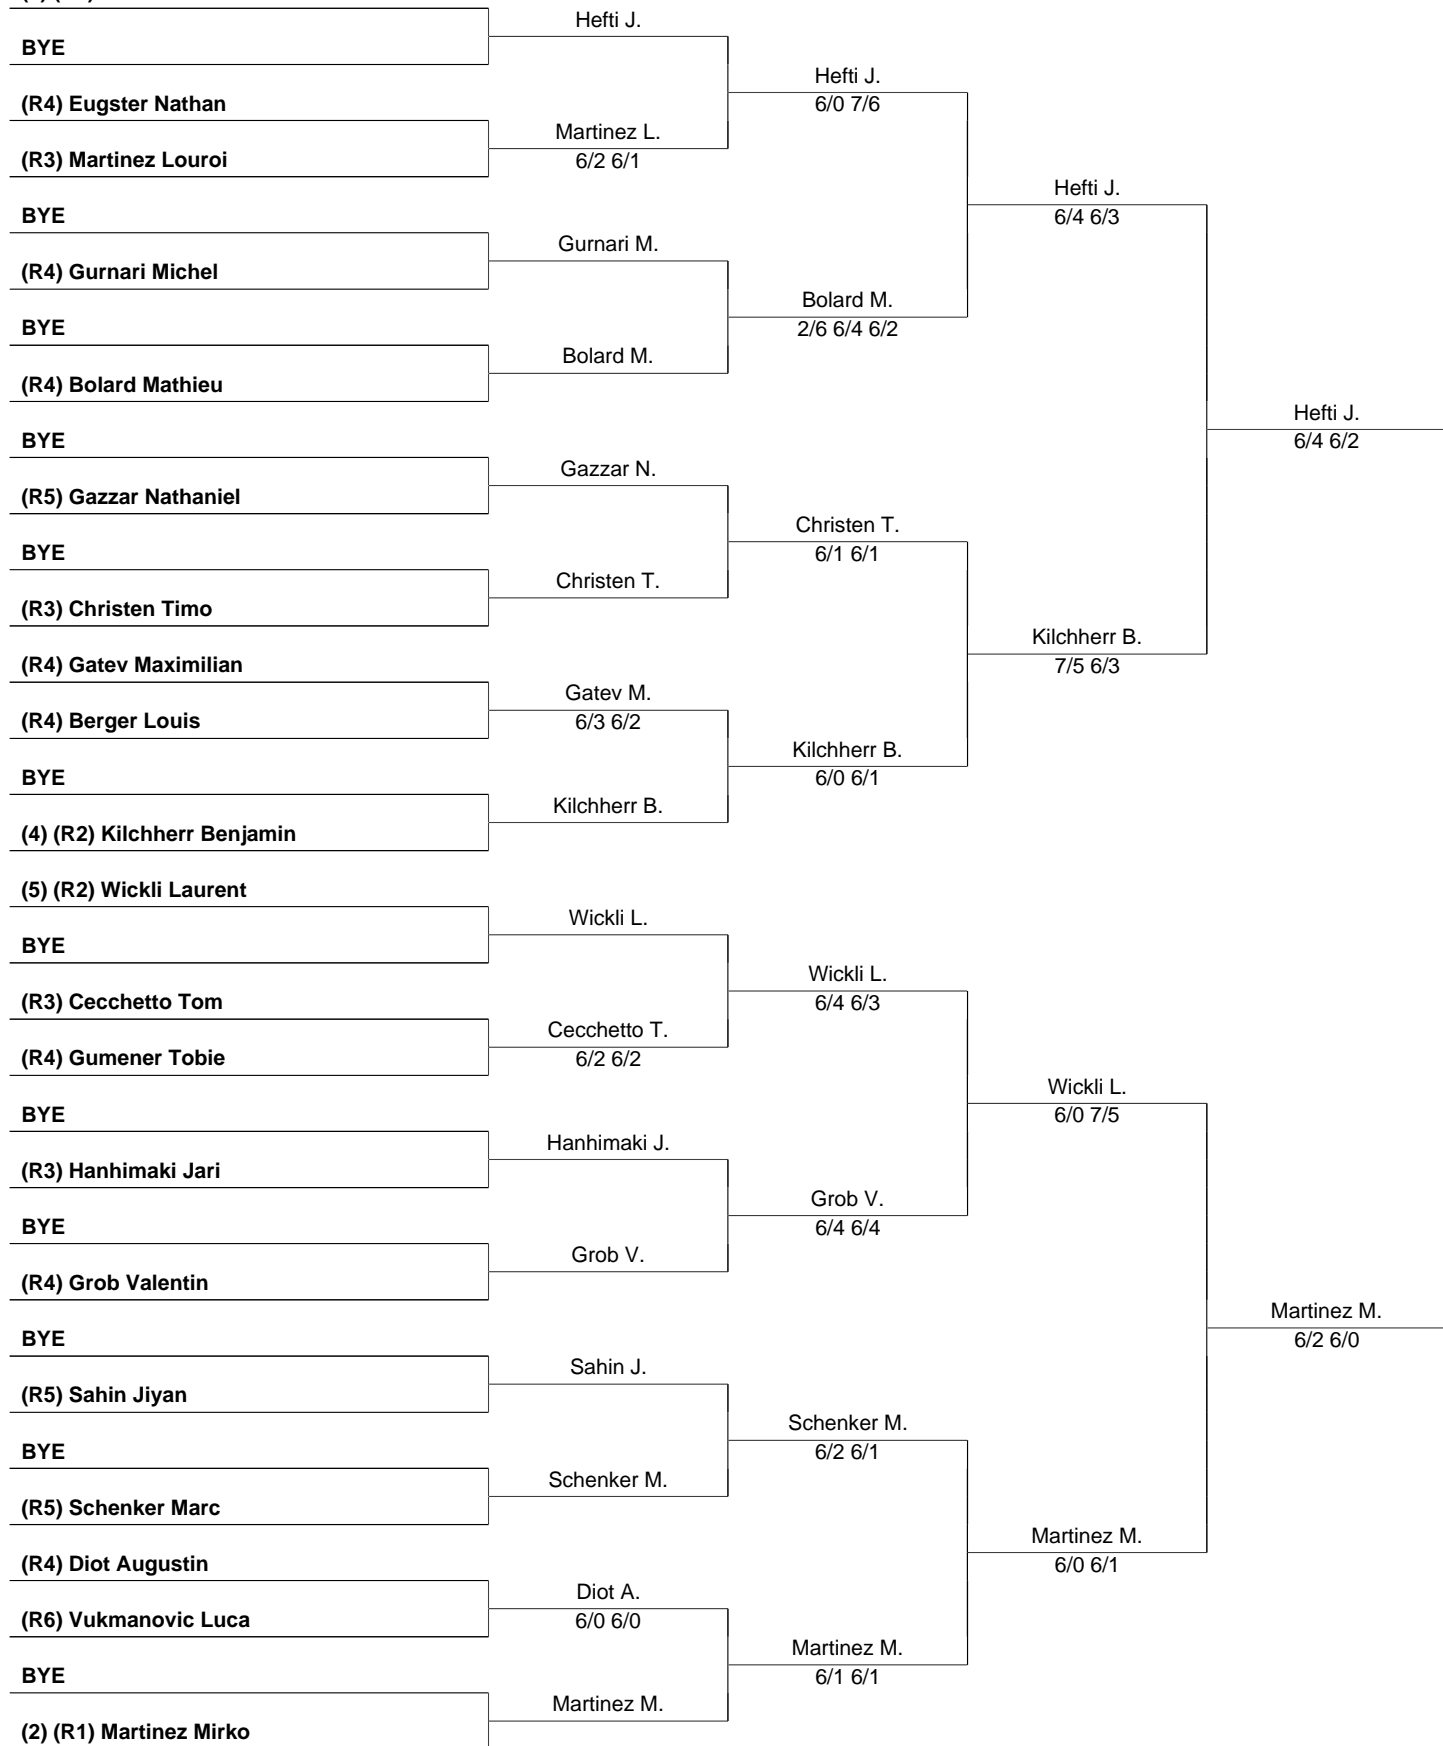 Hefti J.
BYE
Hefti J.
(R4) Eugster Nathan
6/0 7/6
Martinez L.
(R3) Martinez Louroi
6/2 6/1
Hefti J.
BYE
6/4 6/3
Gurnari M.
(R4) Gurnari Michel
Bolard M.
BYE
2/6 6/4 6/2
Bolard M.
(R4) Bolard Mathieu
Hefti J.
BYE
6/4 6/2
Gazzar N.
(R5) Gazzar Nathaniel
Christen T.
BYE
6/1 6/1
Christen T.
(R3) Christen Timo
Kilchherr B.
(R4) Gatev Maximilian
7/5 6/3
Gatev M.
(R4) Berger Louis
6/3 6/2
Kilchherr B.
BYE
6/0 6/1
Kilchherr B.
(4) (R2) Kilchherr Benjamin
(5) (R2) Wickli Laurent
Wickli L.
BYE
Wickli L.
(R3) Cecchetto Tom
6/4 6/3
Cecchetto T.
(R4) Gumener Tobie
6/2 6/2
Wickli L.
BYE
6/0 7/5
Hanhimaki J.
(R3) Hanhimaki Jari
Grob V.
BYE
6/4 6/4
Grob V.
(R4) Grob Valentin
Martinez M.
BYE
6/2 6/0
Sahin J.
(R5) Sahin Jiyan
Schenker M.
BYE
6/2 6/1
Schenker M.
(R5) Schenker Marc
Martinez M.
(R4) Diot Augustin
6/0 6/1
Diot A.
(R6) Vukmanovic Luca
6/0 6/0
Martinez M.
BYE
6/1 6/1
Martinez M.
(2) (R1) Martinez Mirko